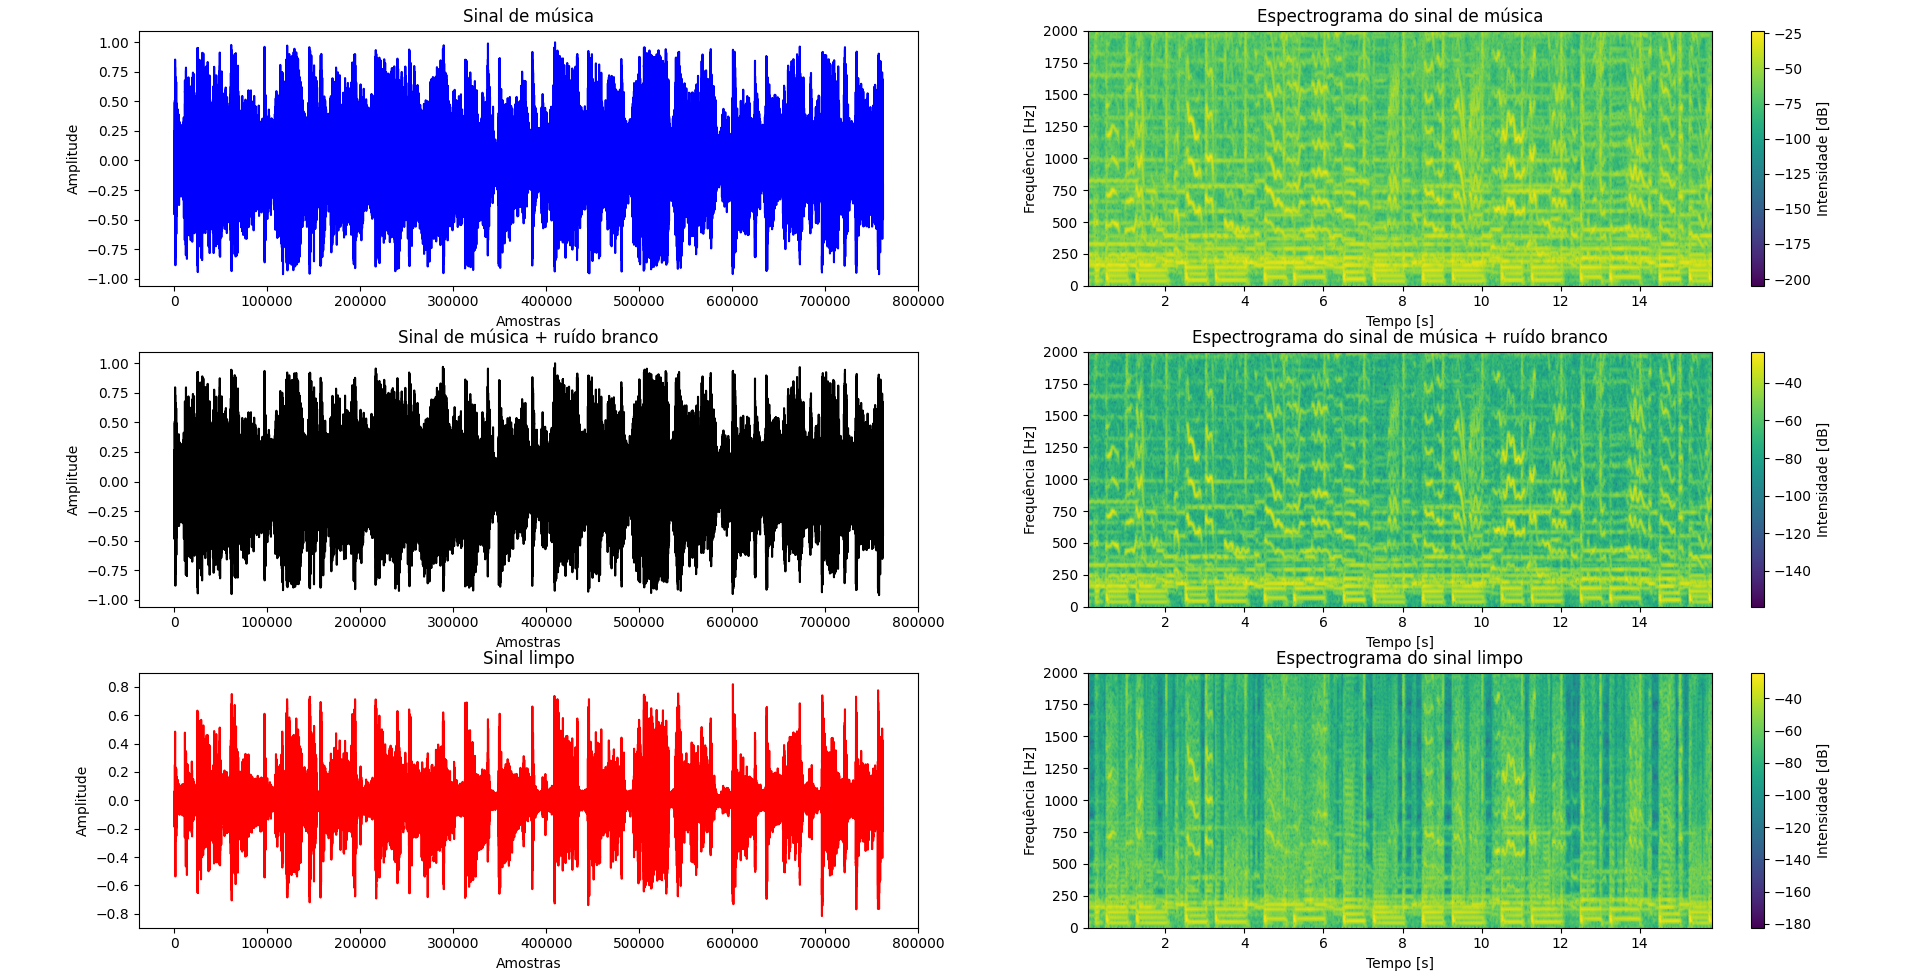 Sinal de música
1.00
0.75
0.50
0.25
0.00
−0.25
−0.50
−0.75
−1.00
Amplitude
0 100000 200000 300000 400000 500000 600000 700000 800000
Amostras
Espectrograma do sinal de música
2000
1750
1500
1250
1000
750
500
250
0
Frequência [Hz]
2 4 6 8 10 12 14
Tempo [s]
−25
−50
−75
−100
−125
−150
−175
−200
Intensidade [dB]
Sinal de música + ruído branco
1.00
0.75
0.50
0.25
0.00
−0.25
−0.50
−0.75
−1.00
Amplitude
0 100000 200000 300000 400000 500000 600000 700000 800000
Amostras
Espectrograma do sinal de música + ruído branco
2000
1750
1500
1250
1000
750
500
250
0
Frequência [Hz]
2 4 6 8 10 12 14
Tempo [s]
−40
−60
−80
−100
−120
−140
Intensidade [dB]
Sinal limpo
0.8
0.6
0.4
0.2
0.0
−0.2
−0.4
−0.6
−0.8
Amplitude
0 100000 200000 300000 400000 500000 600000 700000 800000
Amostras
Espectrograma do sinal limpo
2000
1750
1500
1250
1000
750
500
250
0
Frequência [Hz]
2 4 6 8 10 12 14
Tempo [s]
−40
−60
−80
−100
−120
−140
−160
−180
Intensidade [dB]